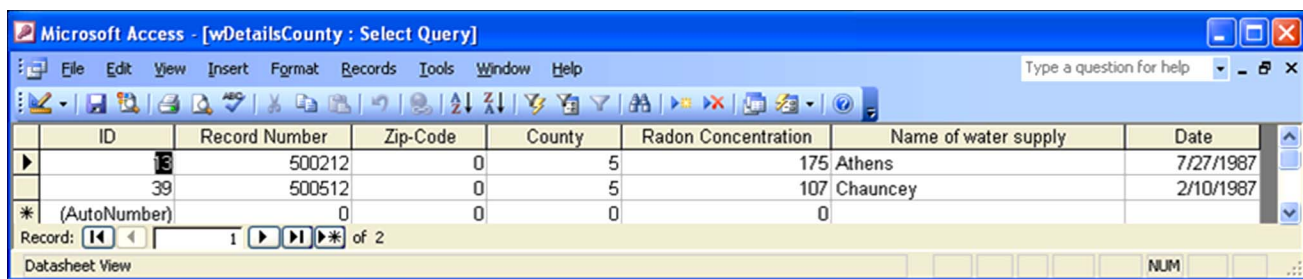 Microsoft Access - [wDetailsCounty : Select Query]
File Edit View Insert Format Records Tools Window Help Type a question for help
ID Record Number Zip-Code County Radon Concentration Name of water supply Date
13 500212 0 5 175 Athens 7/27/1987
39 500512 0 5 107 Chauncey 2/10/1987
(AutoNumber) 0 0 0 0
Record: 1 of 2
Datasheet View NUM